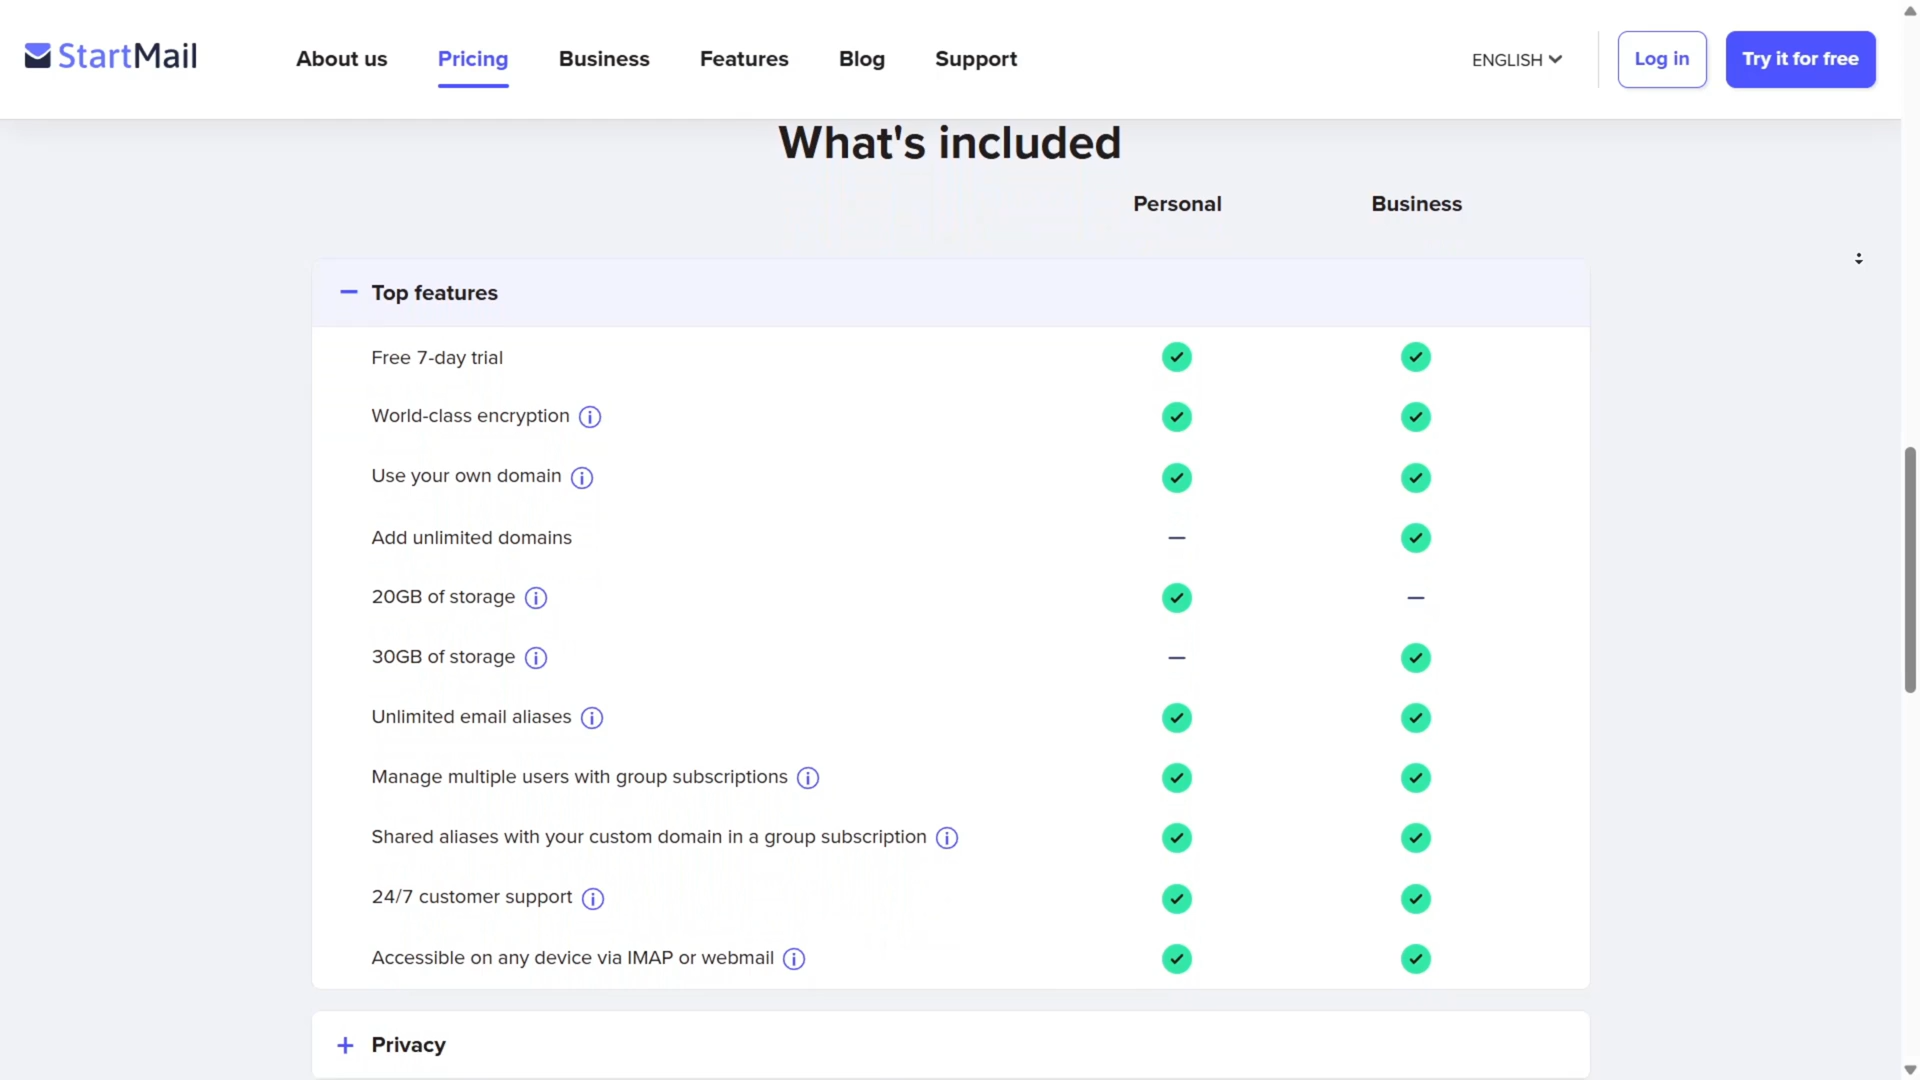 StartMail
About us
Pricing
Business
Features
Blog
Support
ENGLISH
Log in
Try it for free
What's included
Personal
Business
Top features
Free 7-day trial
World-class encryption
Use your own domain
Add unlimited domains
20GB of storage
30GB of storage
Unlimited email aliases
Manage multiple users with group subscriptions
Shared aliases with your custom domain in a group subscription
24/7 customer support
Accessible on any device via IMAP or webmail
Privacy